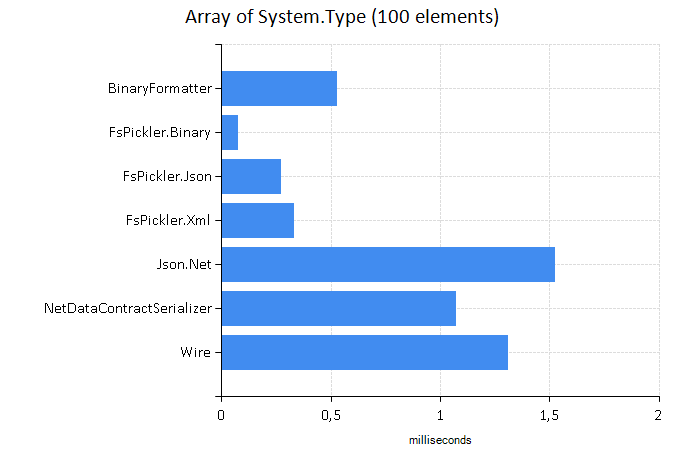 Array of System.Type (100 elements)
BinaryFormatter
FsPickler.Binary
FsPickler.Json
FsPickler.Xml
Json.Net
NetDataContractSerializer
Wire
0 0,5 1 1,5 2
milliseconds